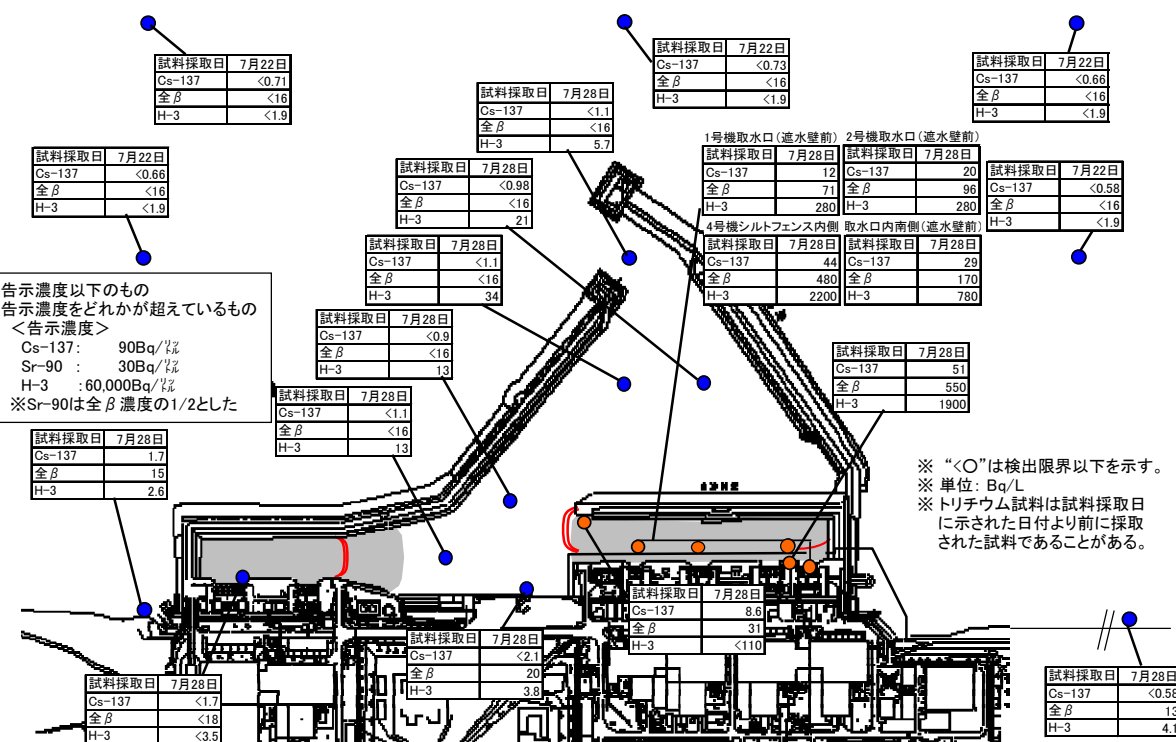 試料採取日 7月22日
Cs-137 <0.71
全β <16
H-3 <1.9
試料採取日 7月22日
Cs-137 <0.73
全β <16
H-3 <1.9
試料採取日 7月22日
Cs-137 <0.66
全β <16
H-3 <1.9
試料採取日 7月28日
Cs-137 <1.1
全β <16
H-3 5.7
試料採取日 7月22日
Cs-137 <0.66
全β <16
H-3 <1.9
試料採取日 7月28日
Cs-137 <0.98
全β <16
H-3 21
1号機取水口(遮水壁前)
試料採取日 7月28日
Cs-137 12
全β 71
H-3 280
2号機取水口(遮水壁前)
試料採取日 7月28日
Cs-137 20
全β 96
H-3 280
試料採取日 7月22日
Cs-137 <0.58
全β <16
H-3 <1.9
4号機シルトフェンス内側
試料採取日 7月28日
Cs-137 44
全β 480
H-3 2200
取水口内南側(遮水壁前)
試料採取日 7月28日
Cs-137 29
全β 170
H-3 780
試料採取日 7月28日
Cs-137 <1.1
全β <16
H-3 34
告示濃度以下のもの
告示濃度をどれかが超えているもの
<告示濃度>
Cs-137: 90Bq/㍑
Sr-90 : 30Bq/㍑
H-3 :60,000Bq/㍑
※Sr-90は全β濃度の1/2とした
試料採取日 7月28日
Cs-137 <0.9
全β <16
H-3 13
試料採取日 7月28日
Cs-137 51
全β 550
H-3 1900
試料採取日 7月28日
Cs-137 <1.1
全β <16
H-3 13
試料採取日 7月28日
Cs-137 1.7
全β 15
H-3 2.6
※ “<○”は検出限界以下を示す。
※ 単位: Bq/L
※ トリチウム試料は試料採取日
に示された日付より前に採取
された試料であることがある。
試料採取日 7月28日
Cs-137 8.6
全β 31
H-3 <110
試料採取日 7月28日
Cs-137 <2.1
全β 20
H-3 3.8
試料採取日 7月28日
Cs-137 <1.7
全β <18
H-3 <3.5
試料採取日 7月28日
Cs-137 <0.58
全β 13
H-3 4.1